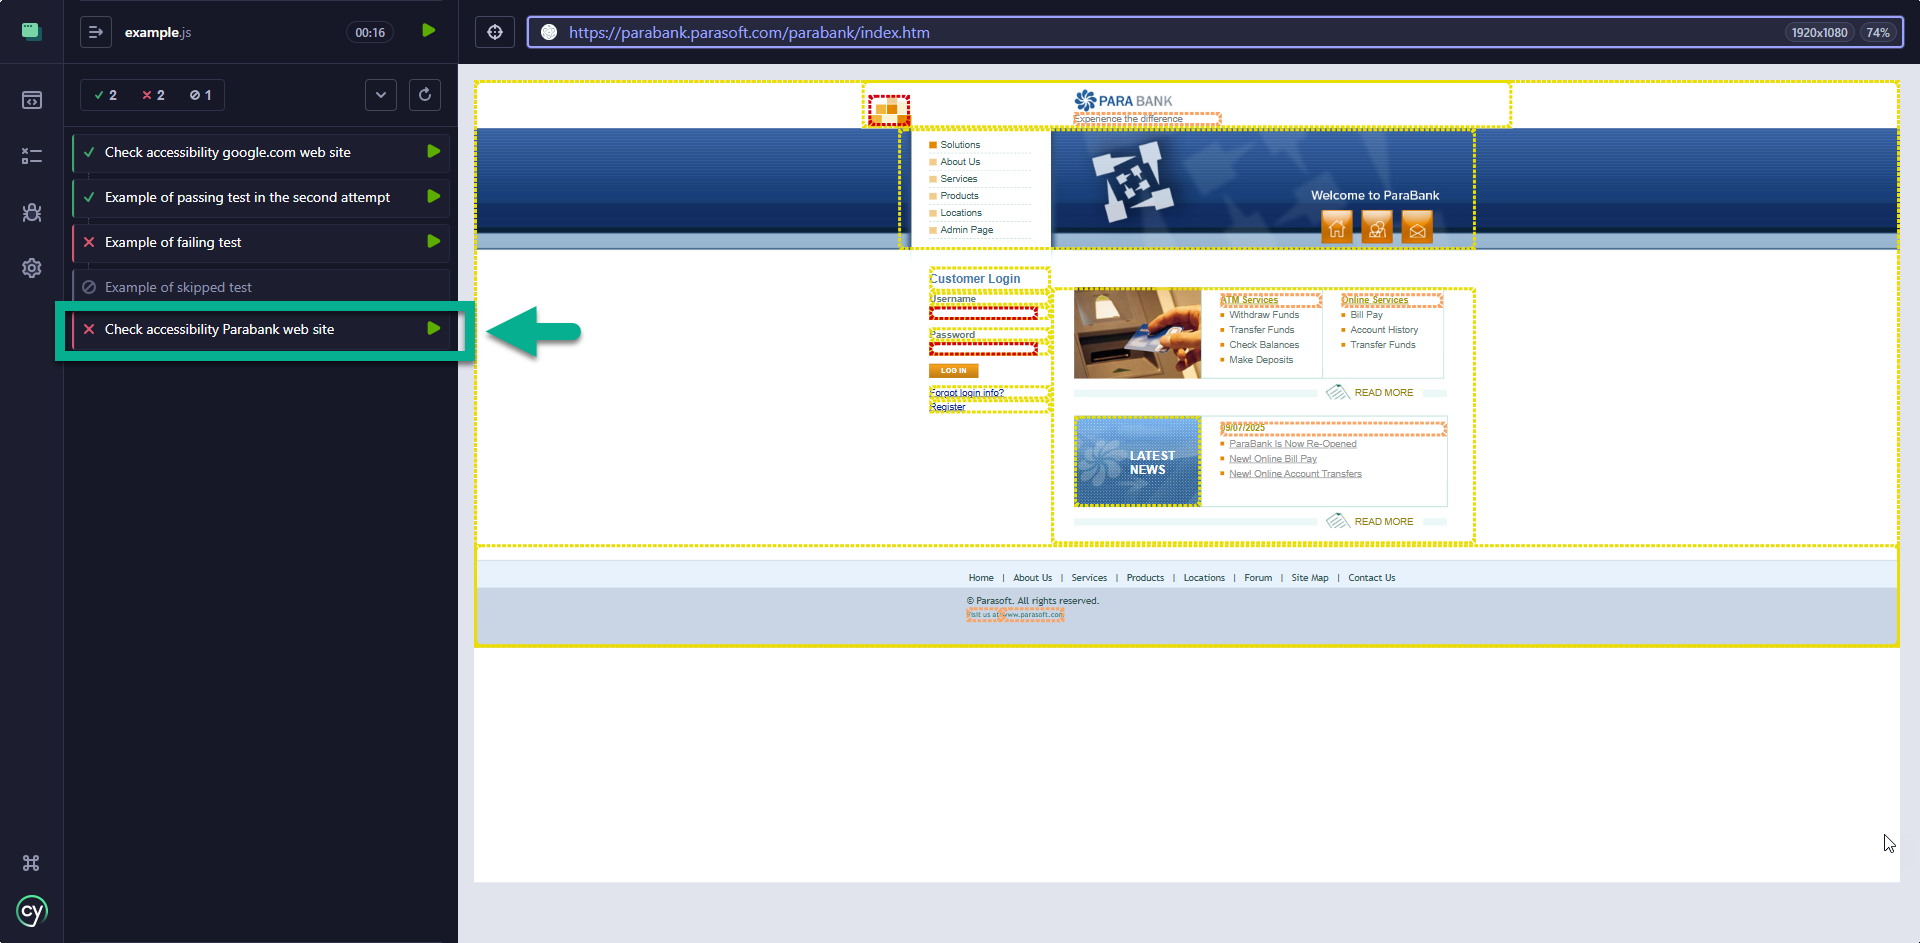 example.js
00:16
https://parabank.parasoft.com/parabank/index.htm
1920x1080
74%
2
2
1
Check accessibility google.com web site
Example of passing test in the second attempt
Example of failing test
Example of skipped test
Check accessibility Parabank web site
cy
PARA BANK
Experience the difference
Solutions
About Us
Services
Products
Locations
Admin Page
Welcome to ParaBank
Customer Login
Username
Password
LOG IN
Forgot login info?
Register
ATM Services
Withdraw Funds
Transfer Funds
Check Balances
Make Deposits
Online Services
Bill Pay
Account History
Transfer Funds
READ MORE
LATEST
NEWS
09/07/2025
ParaBank Is Now Re-Opened
New! Online Bill Pay
New! Online Account Transfers
READ MORE
Home | About Us | Services | Products | Locations | Forum | Site Map | Contact Us
© Parasoft. All rights reserved.
Visit us at www.parasoft.com